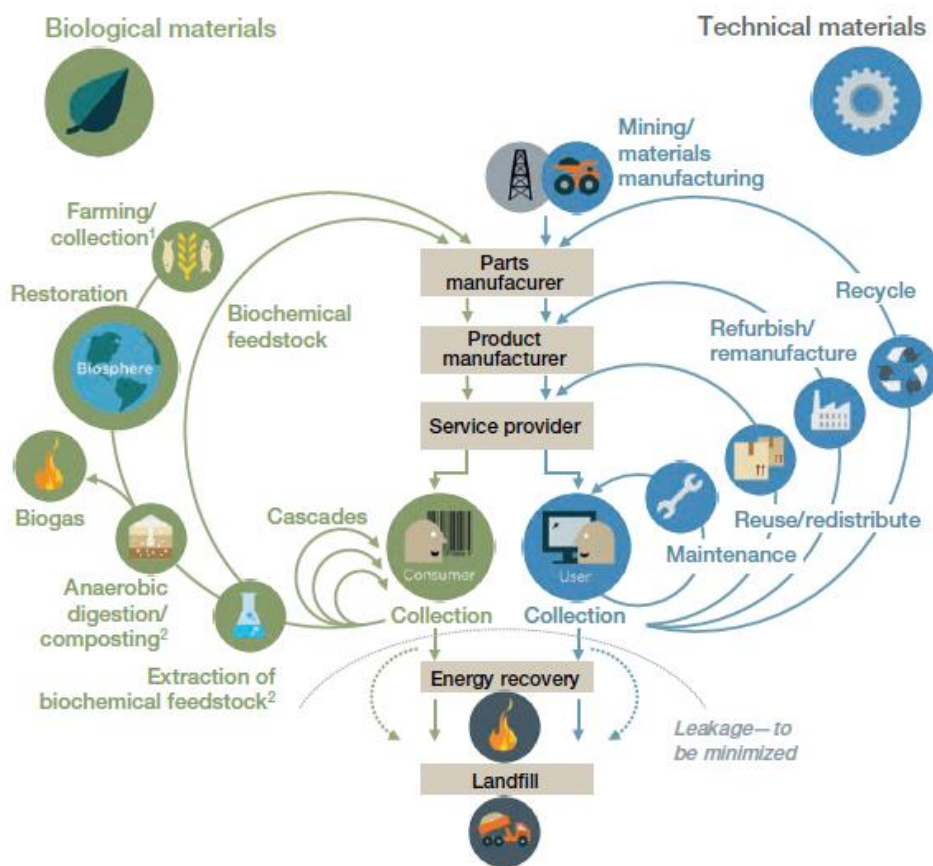 Biological materials
Technical materials
Mining/
materials
manufacturing
Farming/
collection¹
Parts
manufacurer
Restoration
Biochemical
feedstock
Recycle
Refurbish/
remanufacture
Product
manufacturer
Biosphere
Service provider
Biogas
Cascades
Consumer
User
Reuse/redistribute
Maintenance
Anaerobic
digestion/
composting²
Collection
Collection
Extraction of
biochemical feedstock²
Energy recovery
Leakage—to
be minimized
Landfill